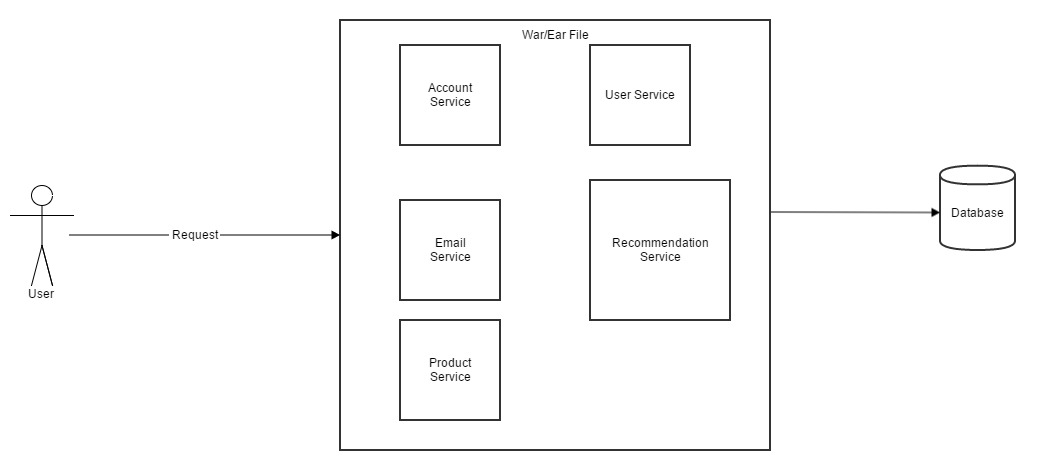 War/Ear File
Account
Service
User Service
Request
User
Email
Service
Recommendation
Service
Product
Service
Database